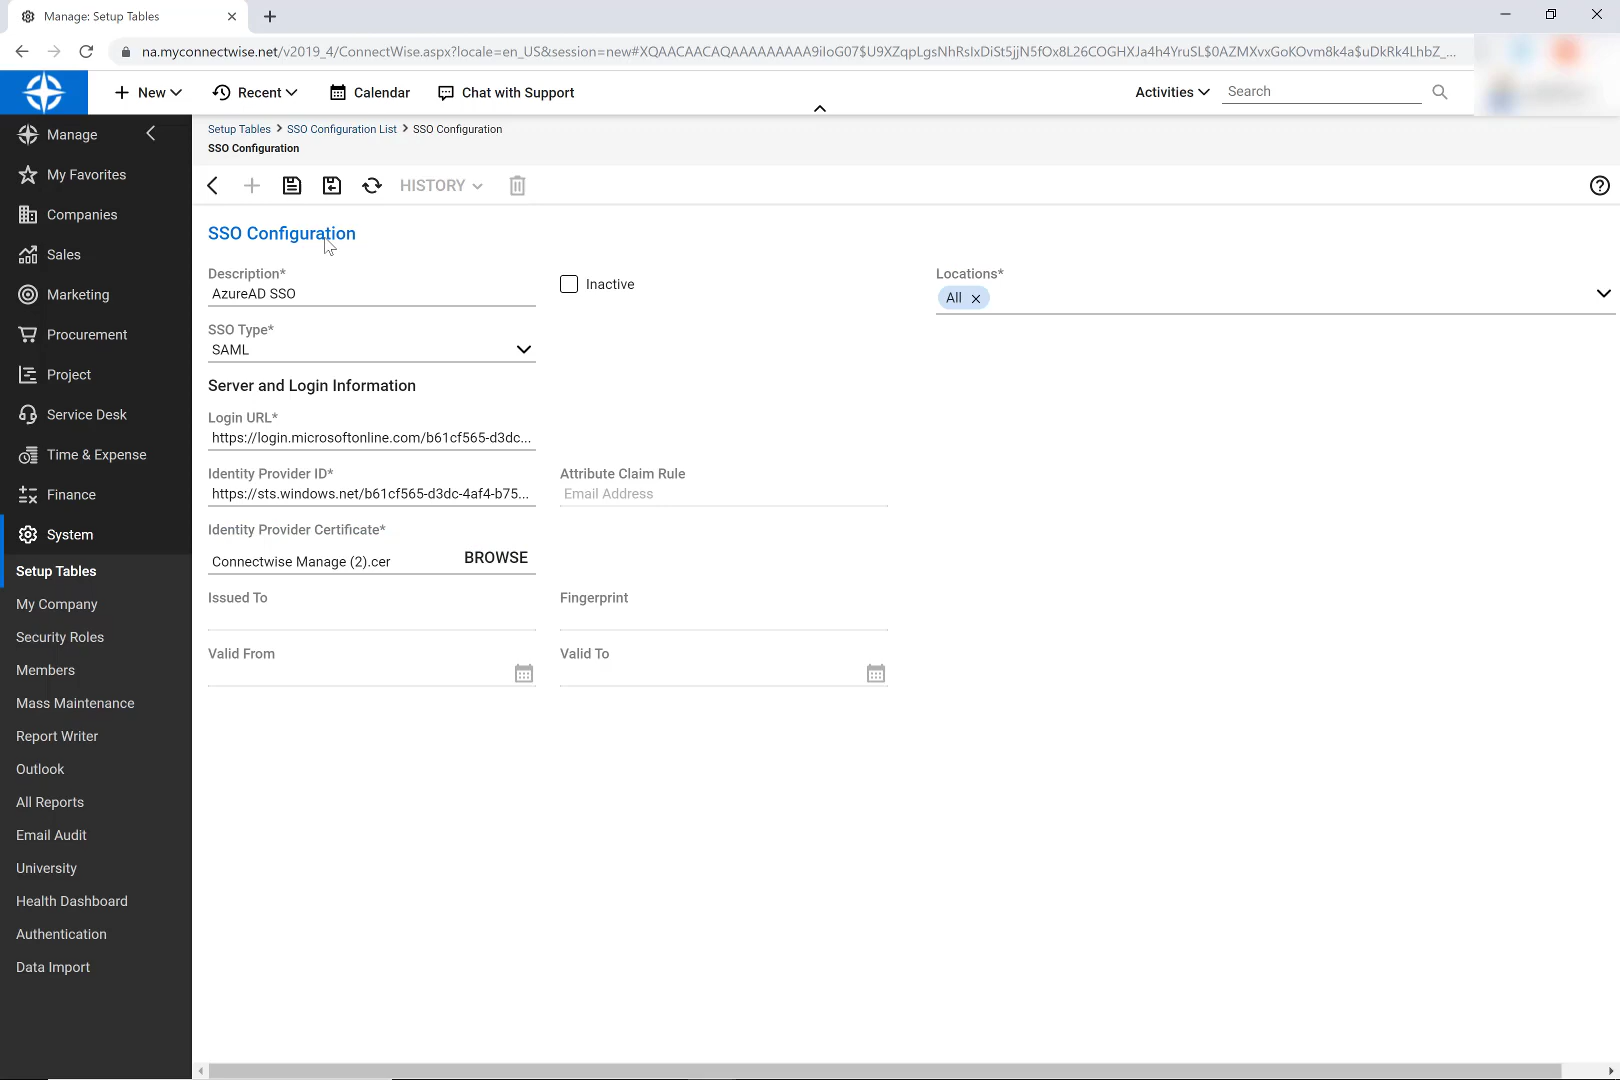 Manage: Setup Tables
na.myconnectwise.net/v2019_4/ConnectWise.aspx?locale=en_US&session=new#XQAACAACAQAAAAAAAAA9iIoG07$U9XZqpLgsNhRsIxDiSt5jjN5fOx8L26COGHXJa4h4YruSL$0AZMXvxGoKOvm8k4a$uDkRk4LhbZ_...
New
Recent
Calendar
Chat with Support
Activities
Search
Manage
My Favorites
Companies
Sales
Marketing
Procurement
Project
Service Desk
Time & Expense
Finance
System
Setup Tables
My Company
Security Roles
Members
Mass Maintenance
Report Writer
Outlook
All Reports
Email Audit
University
Health Dashboard
Authentication
Data Import
Setup Tables > SSO Configuration List > SSO Configuration
SSO Configuration
HISTORY
SSO Configuration
Description*
AzureAD SSO
Inactive
Locations*
All
SSO Type*
SAML
Server and Login Information
Login URL*
https://login.microsoftonline.com/b61cf565-d3dc...
Identity Provider ID*
https://sts.windows.net/b61cf565-d3dc-4af4-b75...
Attribute Claim Rule
Email Address
Identity Provider Certificate*
Connectwise Manage (2).cer
BROWSE
Issued To
Fingerprint
Valid From
Valid To